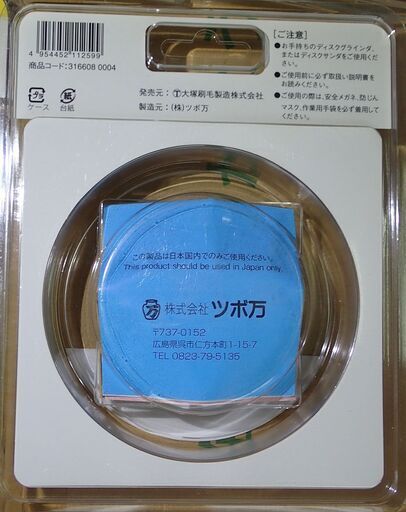 4 954452 112599
商品コード:316608 0004
プラ
ケース
紙
台紙
発売元: 大塚刷毛製造株式会社
製造元:(株)ツボ万
[ご注意]
●お手持ちのディスクグラインダ、
またはディスクサンダをご使用ください。
●ご使用前に必ず取扱い説明書を
お読みください。
●ご使用の際は、安全メガネ、防じん
マスク、作業用手袋を必ず着用して
ください。
この製品は日本国内でのみご使用ください。
This product should be used in Japan only.
万 株式会社 ツボ万
〒737-0152
広島県呉市仁方本町1-15-7
TEL 0823-79-5135